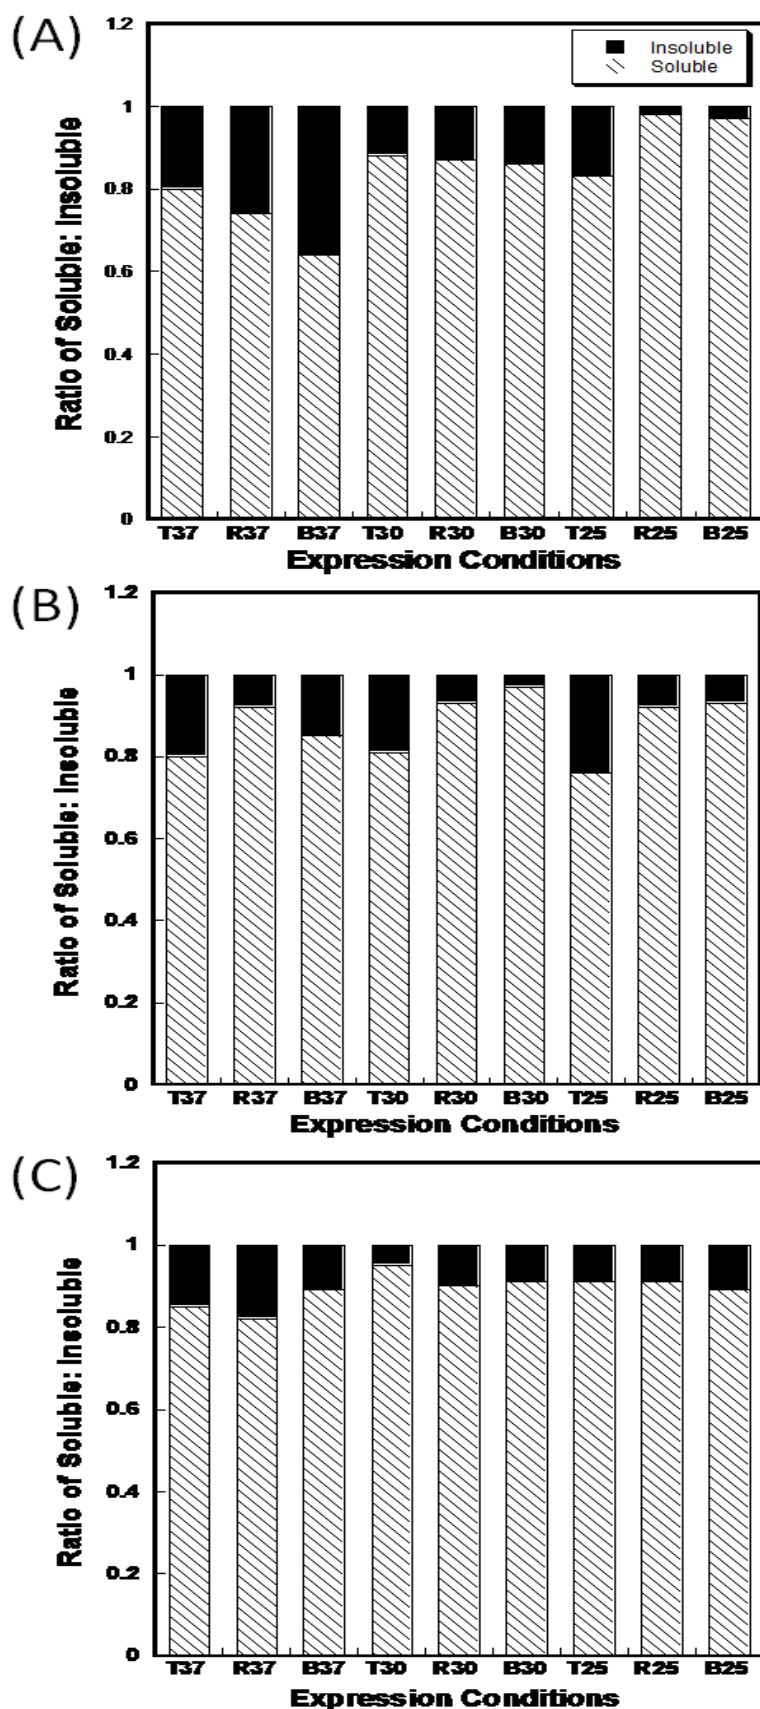 (A)
1.2
1
0.8
0.6
0.4
0.2
0
Ratio of Soluble: Insoluble
Insoluble
Soluble
T37 R37 B37 T30 R30 B30 T25 R25 B25
Expression Conditions
(B)
1.2
1
0.8
0.6
0.4
0.2
0
Ratio of Soluble: Insoluble
T37 R37 B37 T30 R30 B30 T25 R25 B25
Expression Conditions
(C)
1.2
1
0.8
0.6
0.4
0.2
0
Ratio of Soluble: Insoluble
T37 R37 B37 T30 R30 B30 T25 R25 B25
Expression Conditions